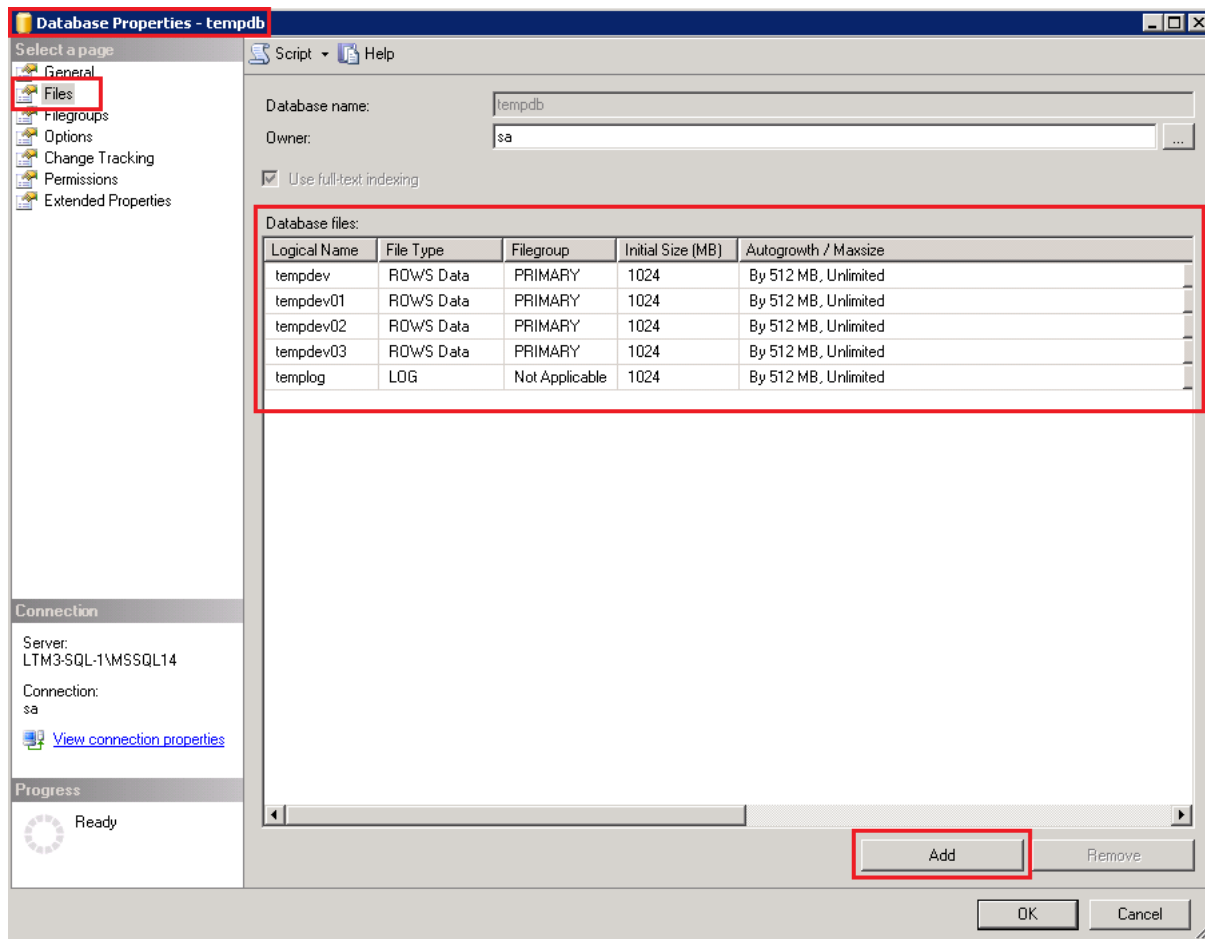 Database Properties - tempdb
Select a page
General
Files
Filegroups
Options
Change Tracking
Permissions
Extended Properties
Script Help
Database name: tempdb
Owner: sa ...
Use full-text indexing
Database files:
Logical Name File Type Filegroup Initial Size (MB) Autogrowth / Maxsize
tempdev ROWS Data PRIMARY 1024 By 512 MB, Unlimited
tempdev01 ROWS Data PRIMARY 1024 By 512 MB, Unlimited
tempdev02 ROWS Data PRIMARY 1024 By 512 MB, Unlimited
tempdev03 ROWS Data PRIMARY 1024 By 512 MB, Unlimited
templog LOG Not Applicable 1024 By 512 MB, Unlimited
Connection
Server:
LTM3-SQL-1\MSSQL14
Connection:
sa
View connection properties
Progress
Ready
Add Remove
OK Cancel